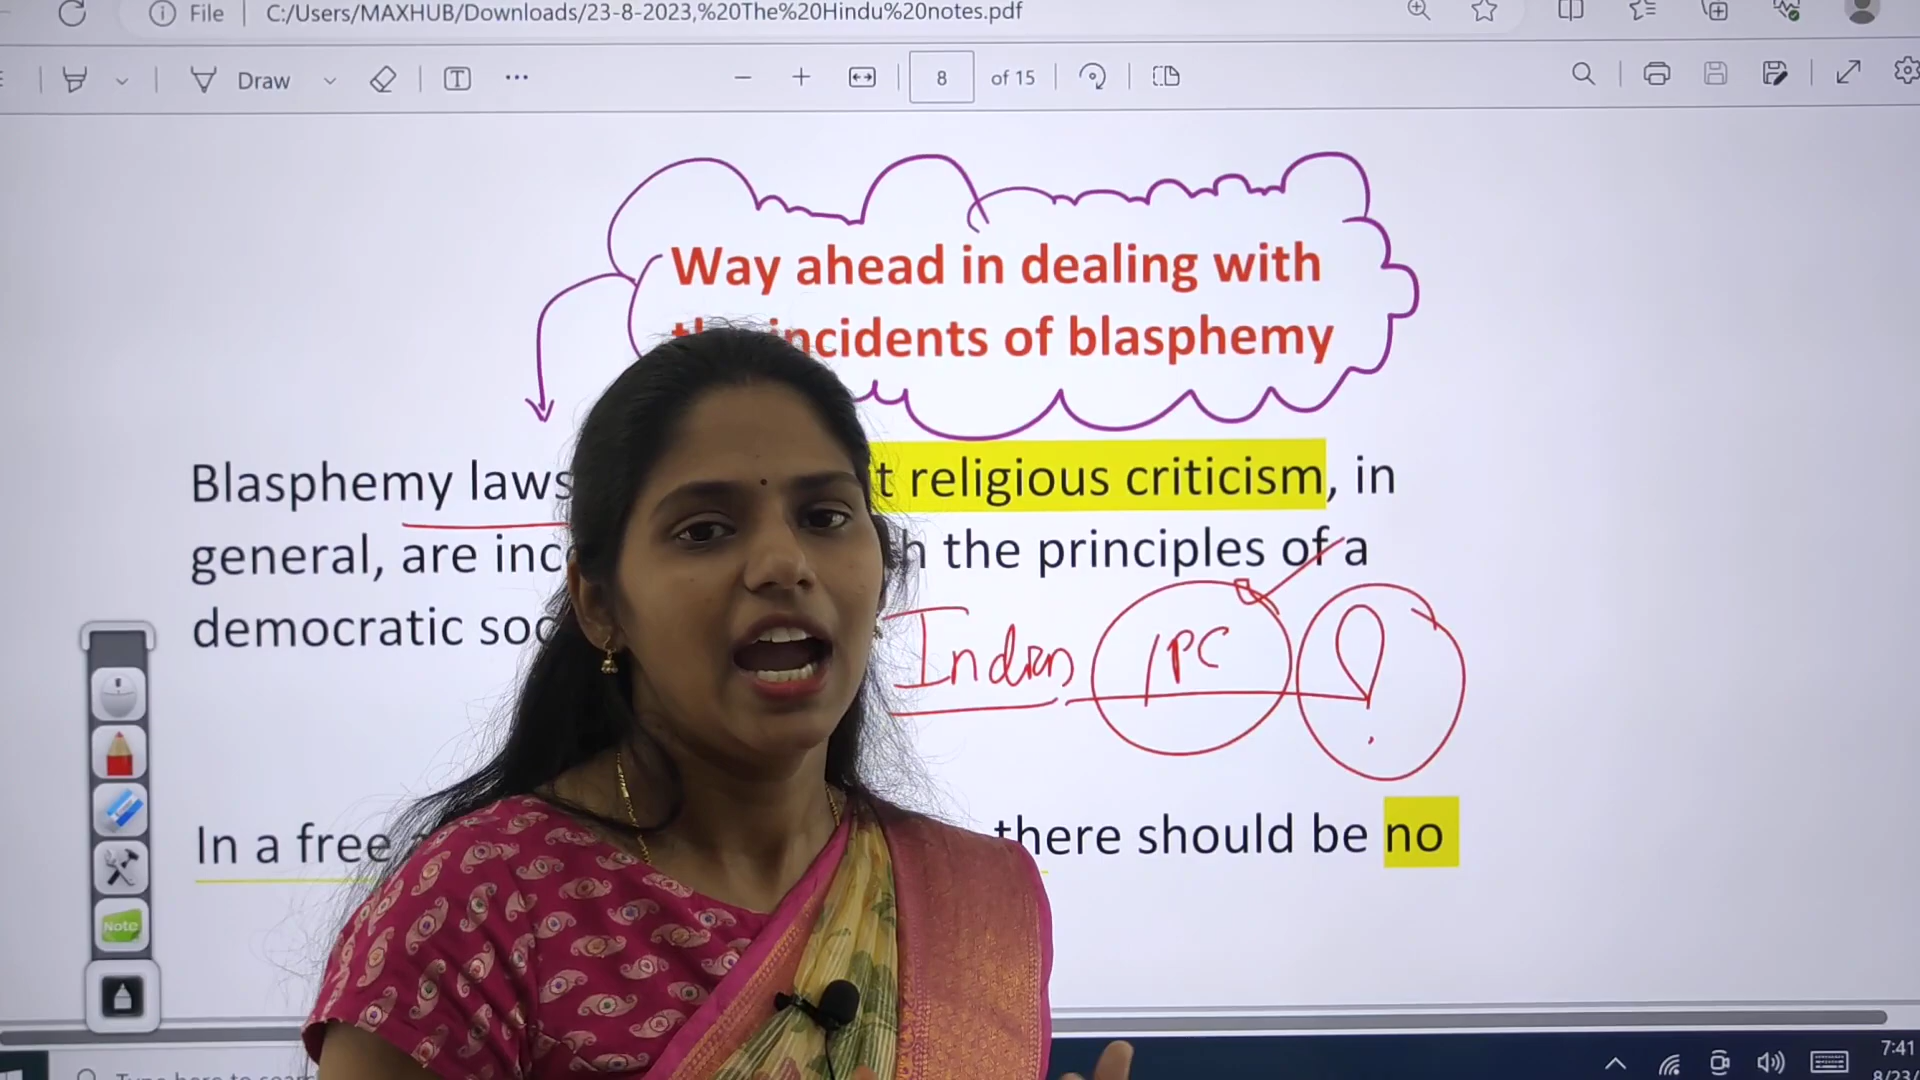 File C:/Users/MAXHUB/Downloads/23-8-2023,%20The%20Hindu%20notes.pdf
Draw 8 of 15
Way ahead in dealing with
incidents of blasphemy
Blasphemy laws religious criticism, in
general, are the principles of a
democratic
Indian IPC
In a free there should be no
Note
7:41